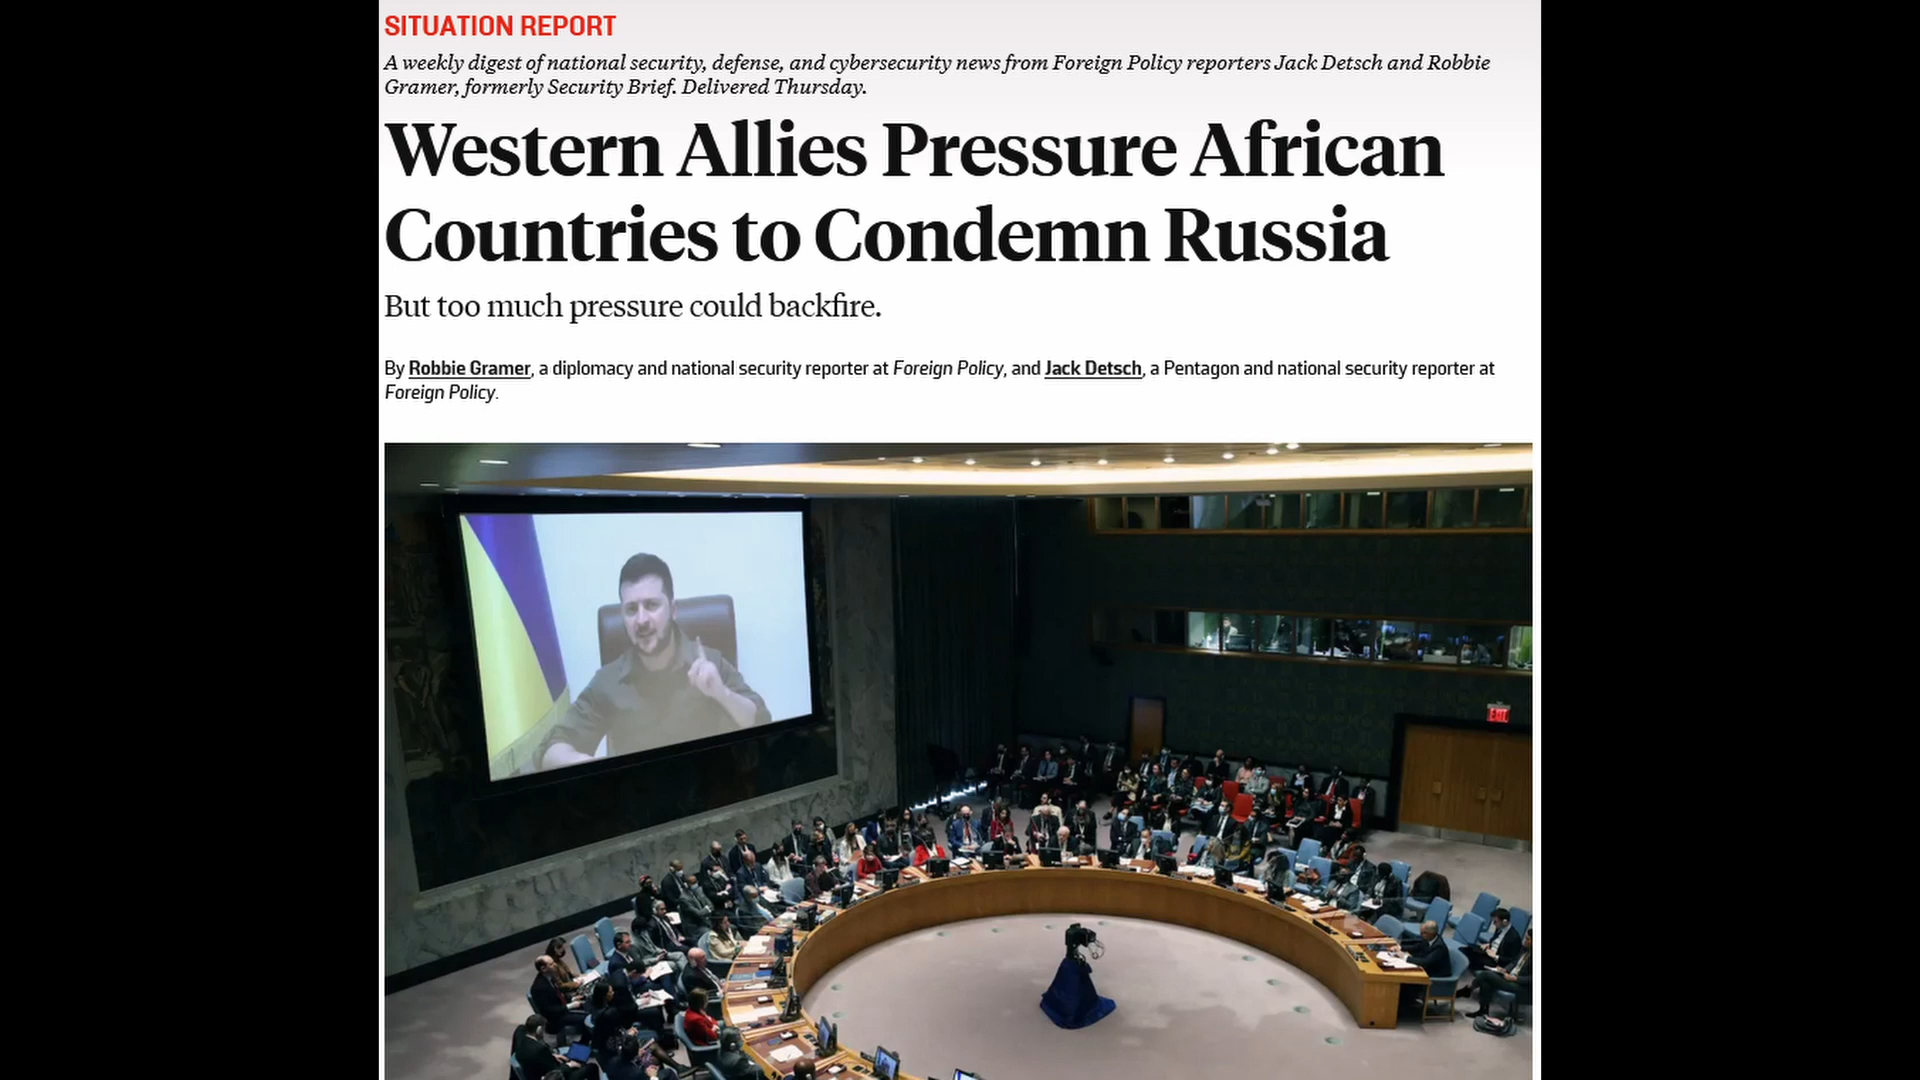 SITUATION REPORT
A weekly digest of national security, defense, and cybersecurity news from Foreign Policy reporters Jack Detsch and Robbie
Gramer, formerly Security Brief. Delivered Thursday.
Western Allies Pressure African
Countries to Condemn Russia
But too much pressure could backfire.
By Robbie Gramer, a diplomacy and national security reporter at Foreign Policy, and Jack Detsch, a Pentagon and national security reporter at
Foreign Policy.
EXIT